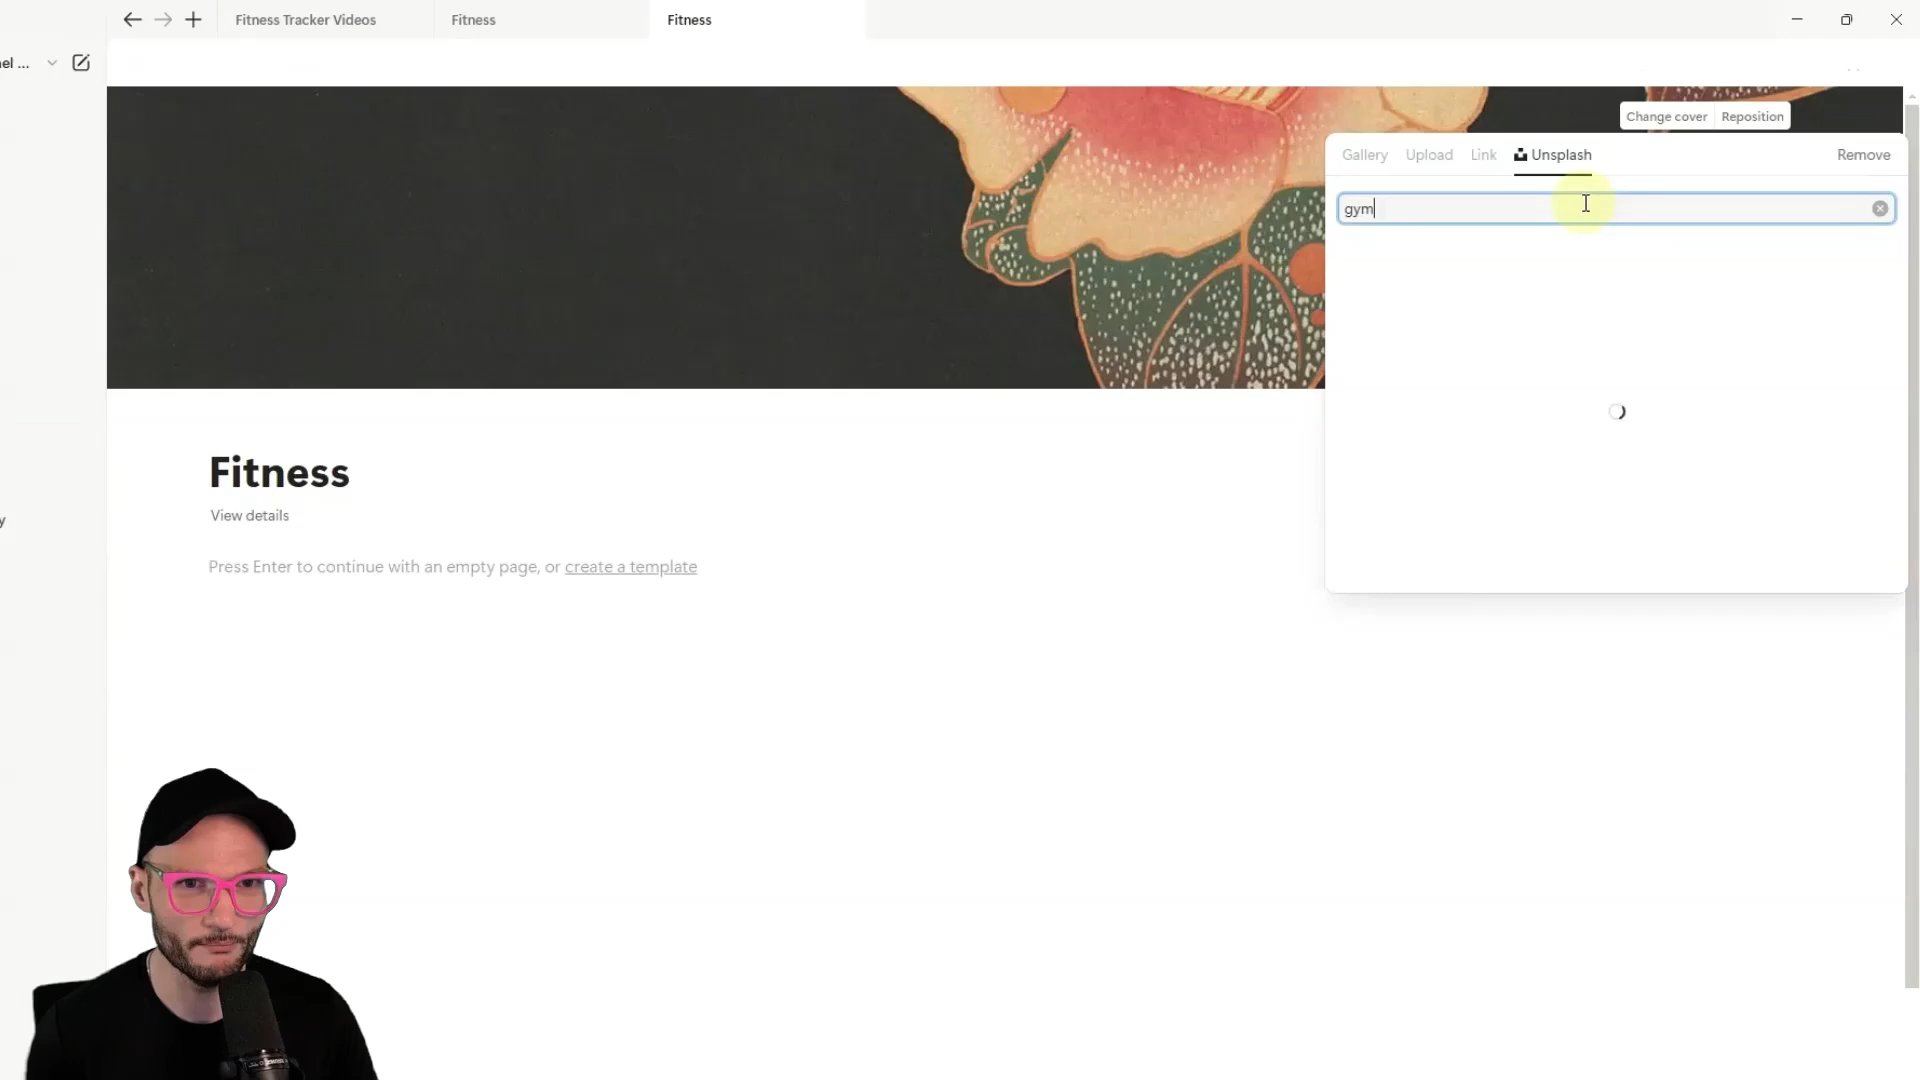 Fitness Tracker Videos
Fitness
Fitness
el ...
Change cover
Reposition
Gallery
Upload
Link
Unsplash
Remove
gym
Fitness
View details
y
Press Enter to continue with an empty page, or create a template